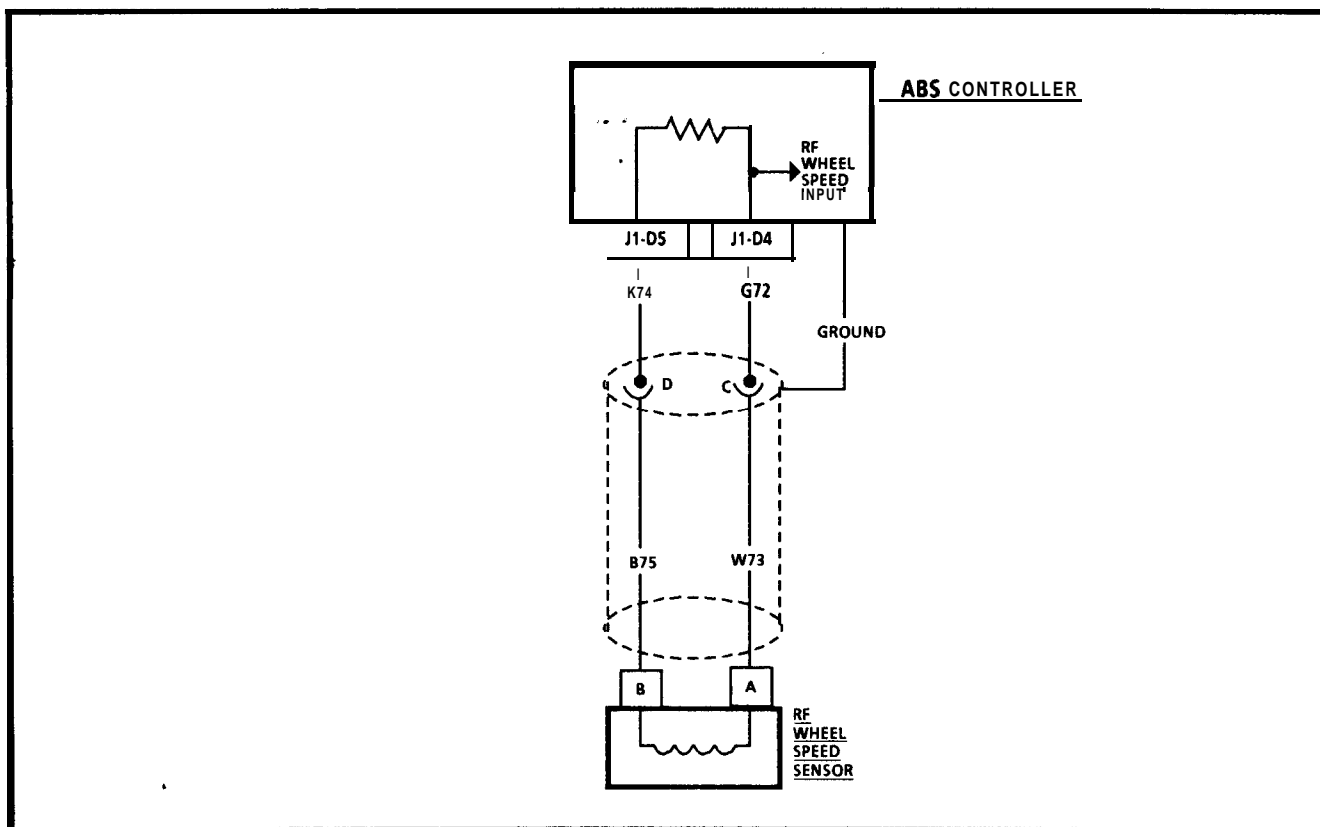 ABS CONTROLLER
RF
WHEEL
SPEED
INPUT
J1-D5
J1-D4
K74
G72
GROUND
D
C
B75
W73
B
A
RF
WHEEL
SPEED
SENSOR